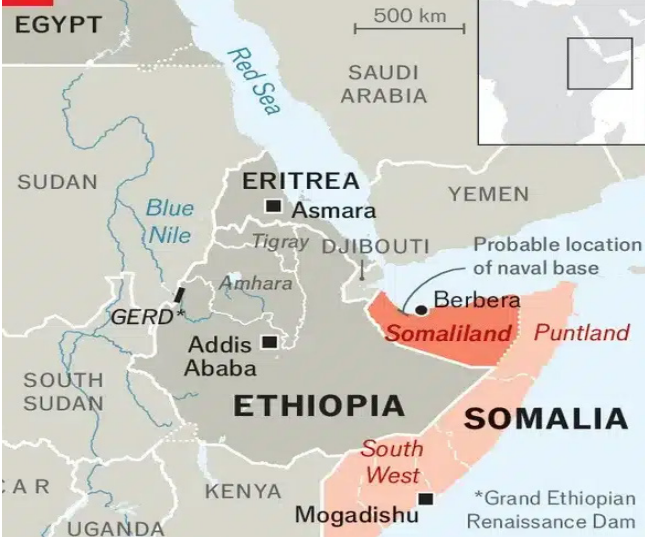 EGYPT
500 km
Red Sea
SAUDI
ARABIA
SUDAN
ERITREA
YEMEN
Blue
Nile
Asmara
Tigray
DJIBOUTI
Probable location
of naval base
Amhara
Berbera
GERD*
Addis
Ababa
Somaliland
Puntland
SOUTH
SUDAN
ETHIOPIA
SOMALIA
South
West
CAR
KENYA
Mogadishu
*Grand Ethiopian
Renaissance Dam
UGANDA